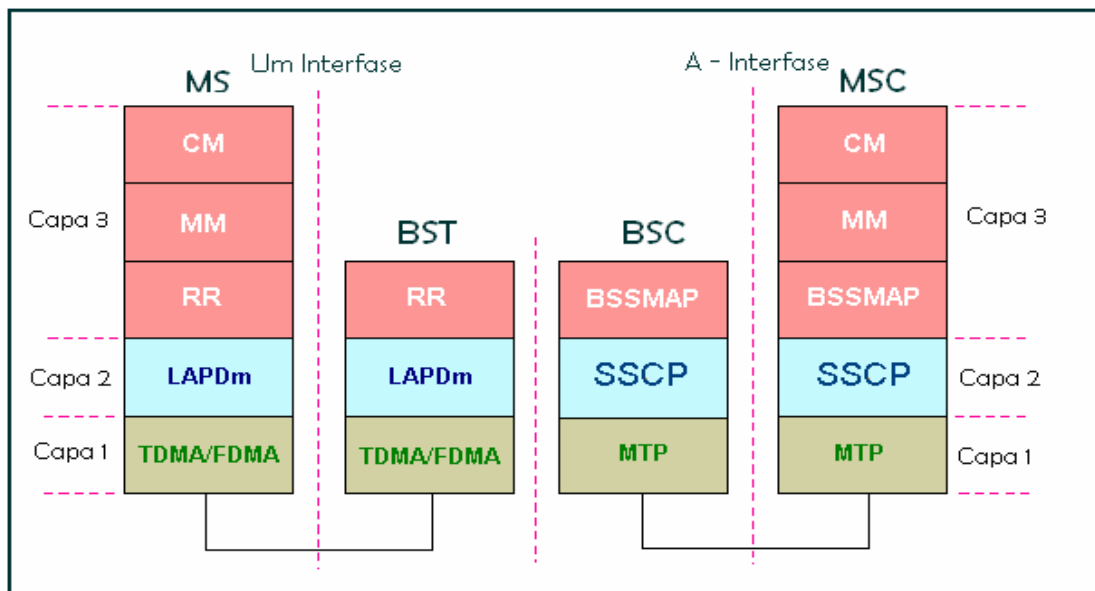 Um Interfase
A - Interfase
MS
MSC
CM
CM
Capa 3
MM
BST
BSC
MM
Capa 3
RR
RR
BSSMAP
BSSMAP
Capa 2
LAPDm
LAPDm
SSCP
SSCP
Capa 2
Capa 1
TDMA/FDMA
TDMA/FDMA
MTP
MTP
Capa 1